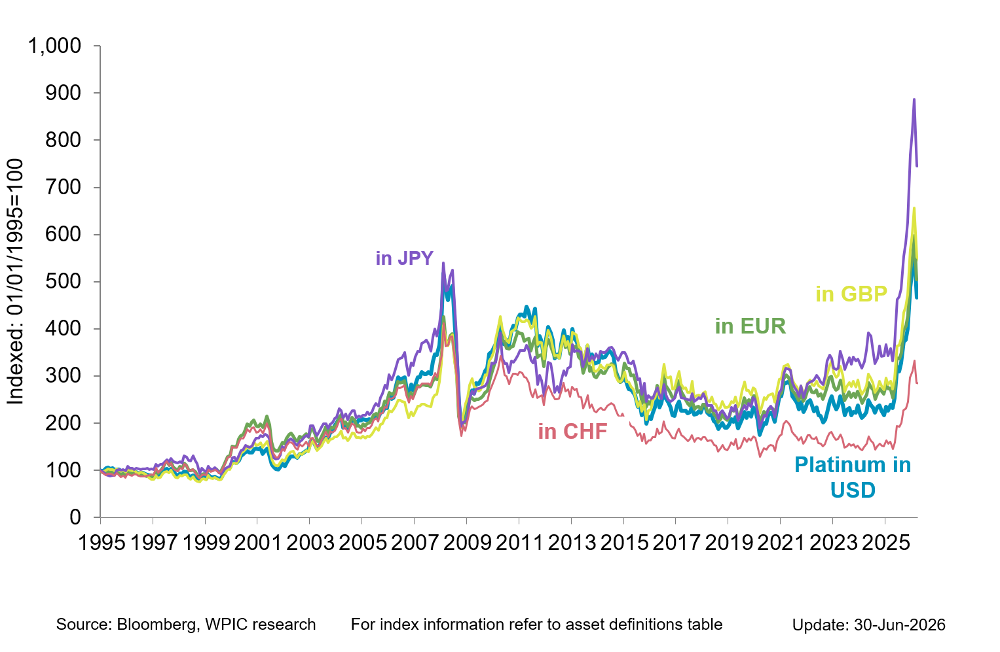 1,000
900
800
700
600
500
400
300
200
100
0
Indexed: 01/01/1995=100
in JPY
in GBP
in EUR
in CHF
Platinum in
USD
1995 1997 1999 2001 2003 2005 2007 2009 2011 2013 2015 2017 2019 2021 2023 2025
Source: Bloomberg, WPIC research For index information refer to asset definitions table Update: 30-Jun-2026